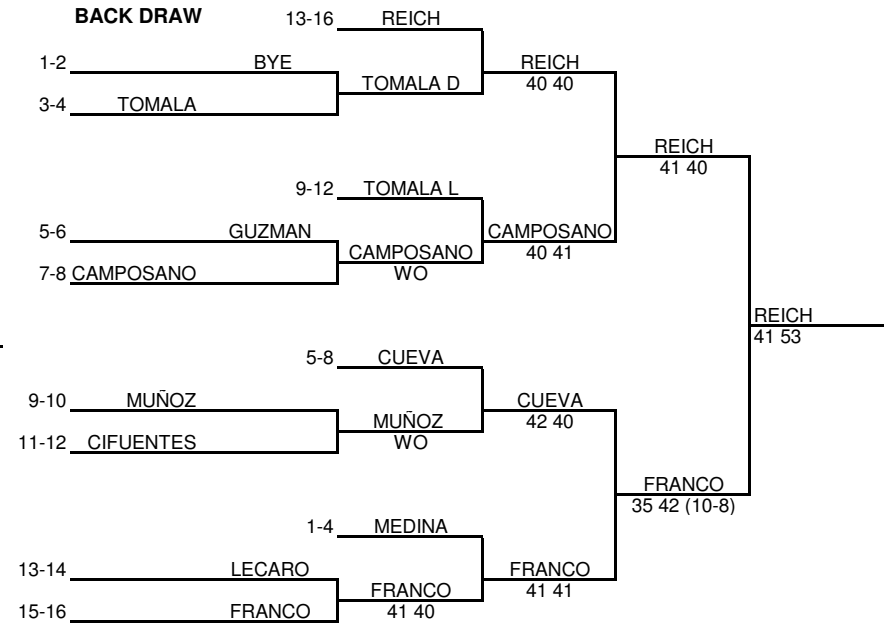 BACK DRAW
13-16 REICH
1-2 BYE
REICH
40 40
TOMALA D
3-4 TOMALA
REICH
41 40
9-12 TOMALA L
5-6 GUZMAN
CAMPOSANO
40 41
CAMPOSANO
WO
7-8 CAMPOSANO
REICH
41 53
5-8 CUEVA
9-10 MUÑOZ
CUEVA
42 40
MUÑOZ
WO
11-12 CIFUENTES
FRANCO
35 42 (10-8)
1-4 MEDINA
13-14 LECARO
FRANCO
41 41
FRANCO
41 40
15-16 FRANCO